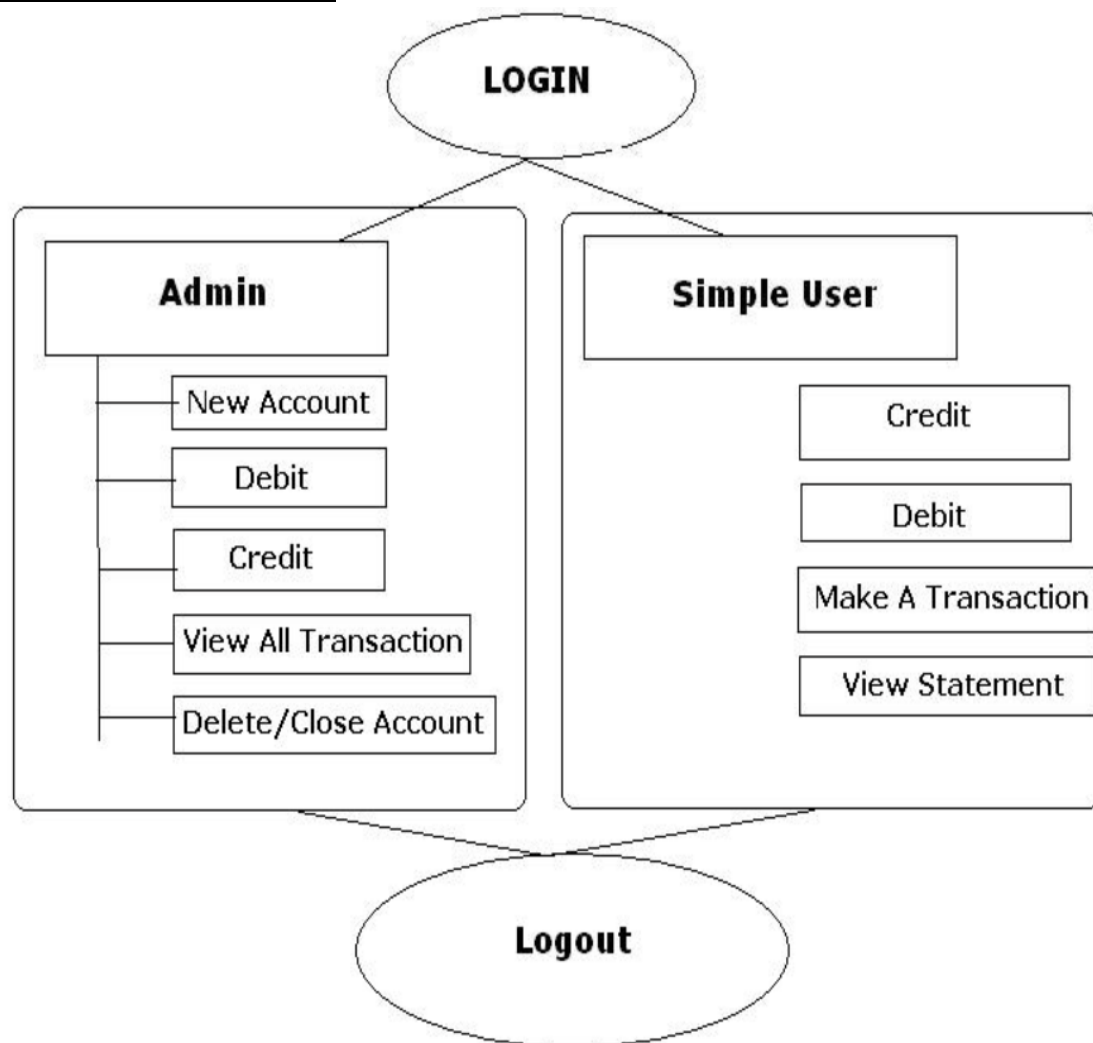 LOGIN
Admin
New Account
Debit
Credit
View All Transaction
Delete/Close Account
Simple User
Credit
Debit
Make A Transaction
View Statement
Logout